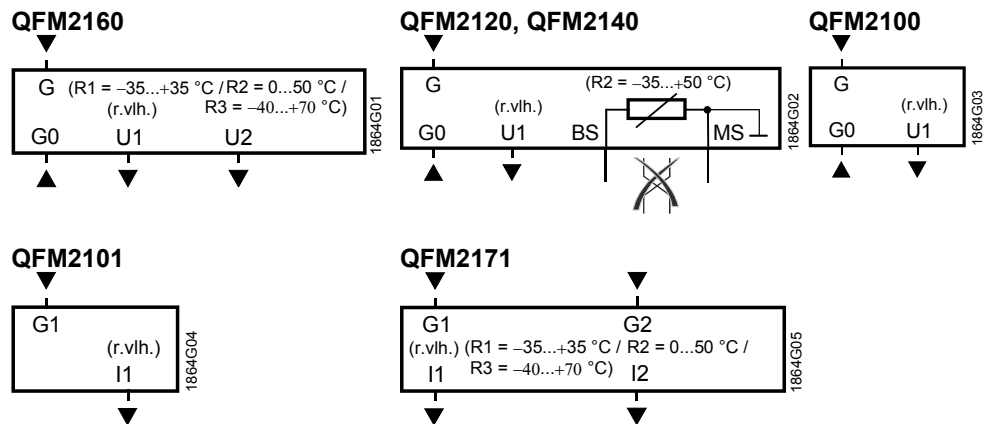 QFM2160
G (R1 = –35...+35 °C / R2 = 0...50 °C /
(r.vlh.) R3 = –40...+70 °C)
G0 U1 U2
1864G01
QFM2120, QFM2140
G (R2 = –35...+50 °C)
(r.vlh.)
G0 U1 BS MS
1864G02
QFM2100
G
(r.vlh.)
G0 U1
1864G03
QFM2101
G1
(r.vlh.)
I1
1864G04
QFM2171
G1 G2
(r.vlh.) (R1 = –35...+35 °C / R2 = 0...50 °C /
R3 = –40...+70 °C)
I1 I2
1864G05